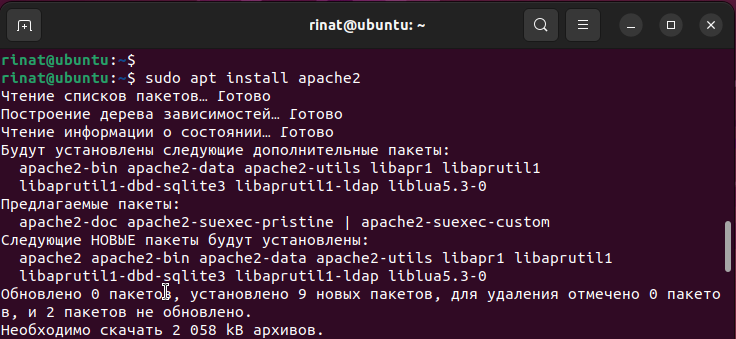 rinat@ubuntu: ~
rinat@ubuntu:~$
rinat@ubuntu:~$ sudo apt install apache2
Чтение списков пакетов… Готово
Построение дерева зависимостей… Готово
Чтение информации о состоянии… Готово
Будут установлены следующие дополнительные пакеты:
  apache2-bin apache2-data apache2-utils libapr1 libaprutil1
  libaprutil1-dbd-sqlite3 libaprutil1-ldap liblua5.3-0
Предлагаемые пакеты:
  apache2-doc apache2-suexec-pristine | apache2-suexec-custom
Следующие НОВЫЕ пакеты будут установлены:
  apache2 apache2-bin apache2-data apache2-utils libapr1 libaprutil1
  libaprutil1-dbd-sqlite3 libaprutil1-ldap liblua5.3-0
Обновлено 0 пакетов, установлено 9 новых пакетов, для удаления отмечено 0 пакето
в, и 2 пакетов не обновлено.
Необходимо скачать 2 058 kB архивов.